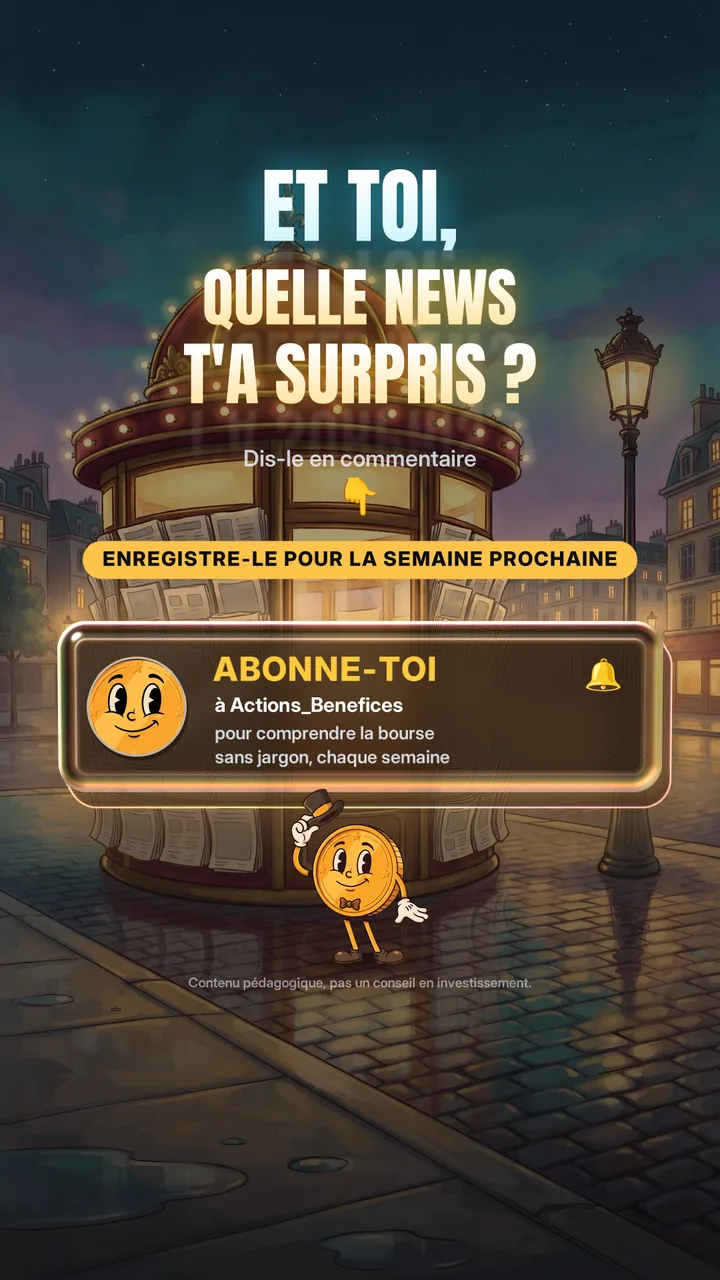 ET TOI,
QUELLE NEWS
T'A SURPRIS ?
Dis-le en commentaire
👇
ENREGISTRE-LE POUR LA SEMAINE PROCHAINE
ABONNE-TOI
à Actions_Benefices
pour comprendre la bourse
sans jargon, chaque semaine
Contenu pédagogique, pas un conseil en investissement.